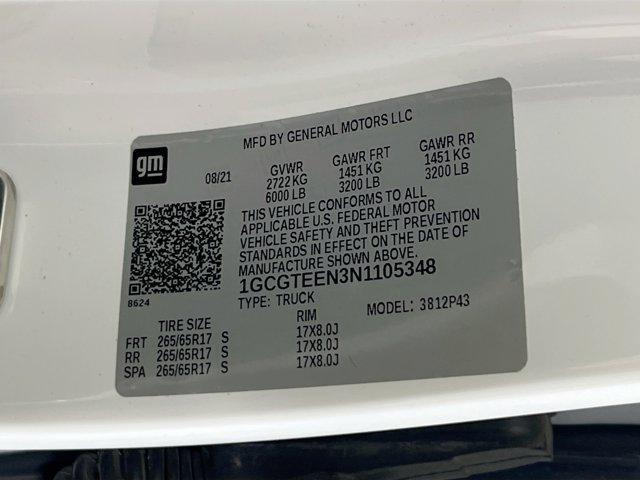 MFD BY GENERAL MOTORS LLC
gm
08/21 GVWR GAWR FRT GAWR RR
2722 KG 1451 KG 1451 KG
6000 LB 3200 LB 3200 LB
THIS VEHICLE CONFORMS TO ALL
APPLICABLE U.S. FEDERAL MOTOR
VEHICLE SAFETY AND THEFT PREVENTION
STANDARDS IN EFFECT ON THE DATE OF
MANUFACTURE SHOWN ABOVE.
1GCGTEEN3N1105348
8624
TYPE: TRUCK MODEL: 3812P43
TIRE SIZE RIM
FRT 265/65R17 S 17X8.0J
RR 265/65R17 S 17X8.0J
SPA 265/65R17 S 17X8.0J